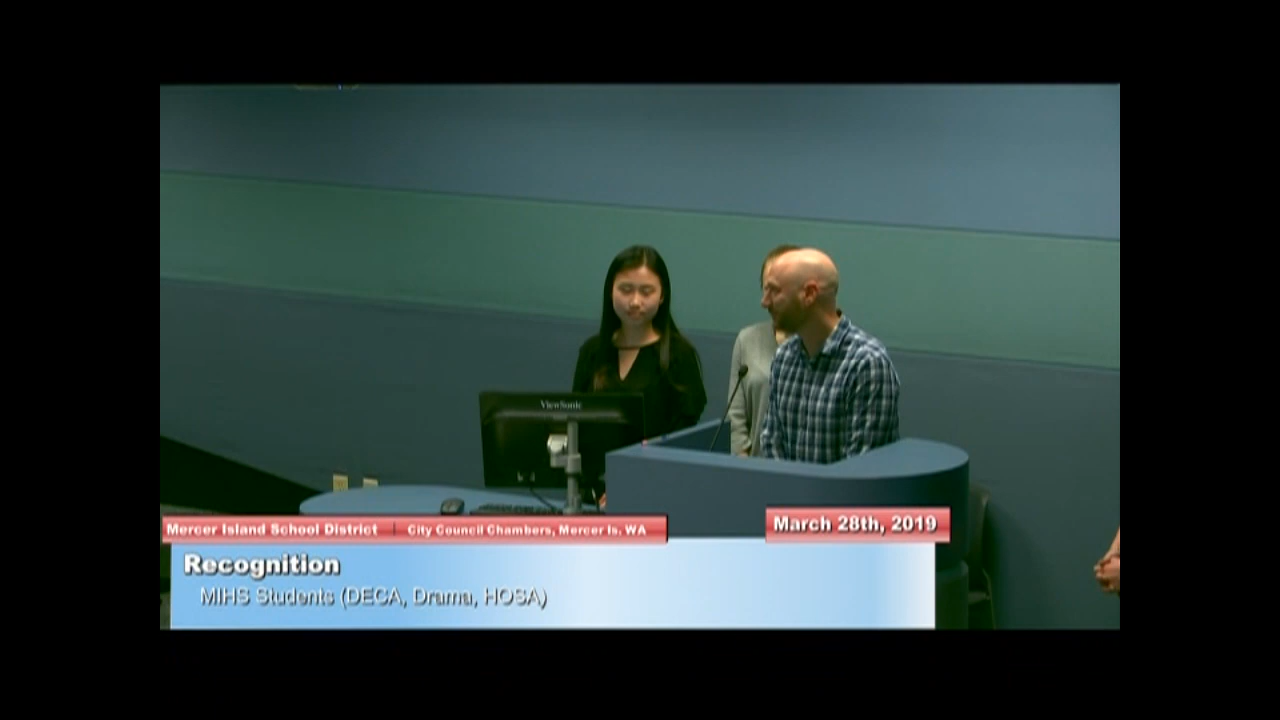 ViewSonic
Mercer Island School District | City Council Chambers, Mercer Is. WA
March 28th, 2019
Recognition
MIHS Students (DECA, Drama, HOSA)